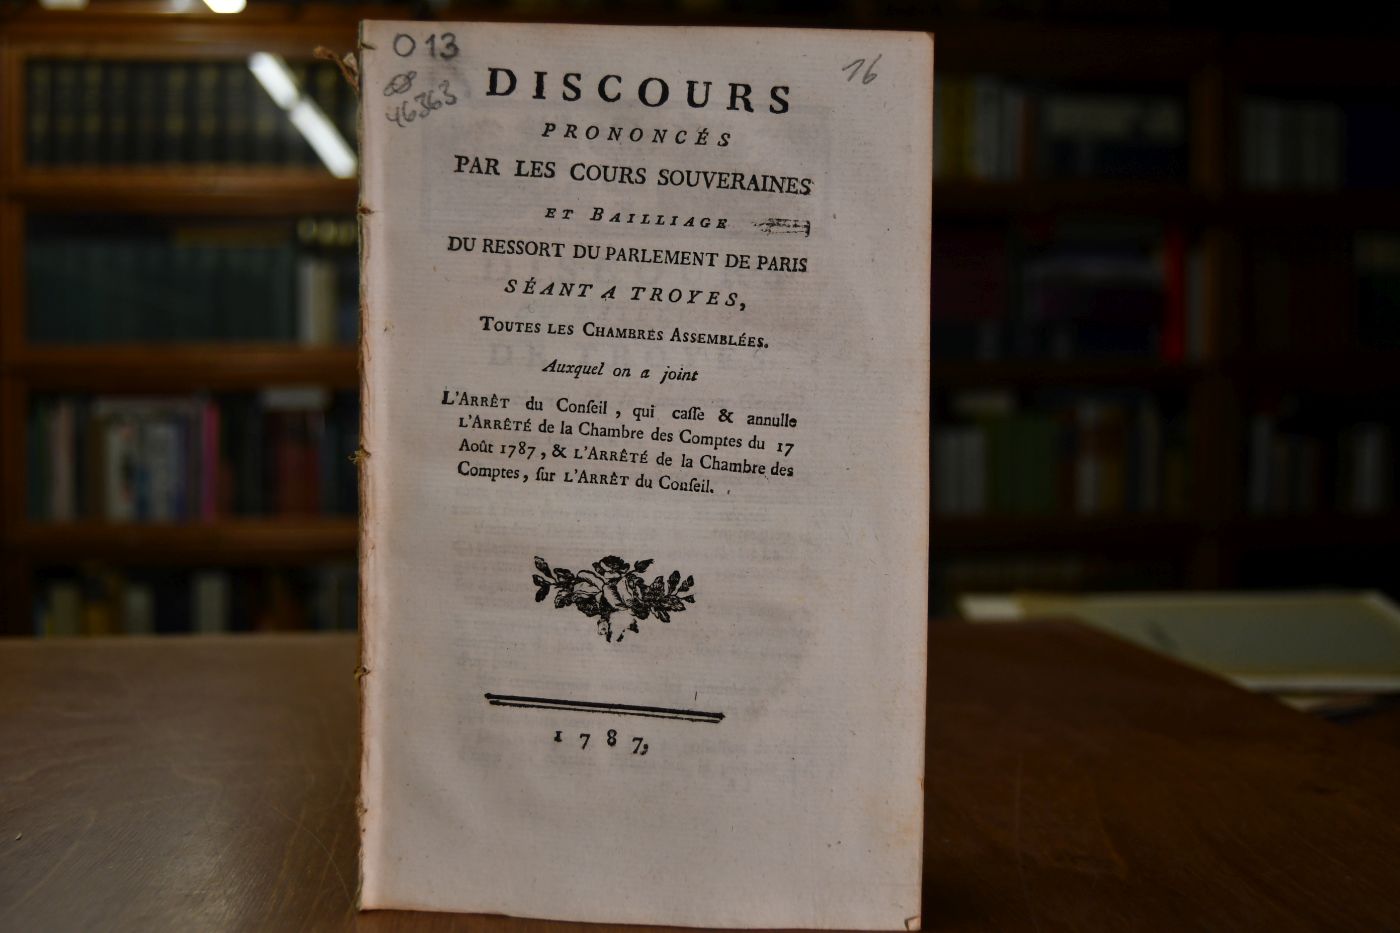 O 13
46363
16
DISCOURS
PRONONCÉS
PAR LES COURS SOUVERAINES
ET BAILLIAGE
DU RESSORT DU PARLEMENT DE PARIS
SÉANT A TROYES,
TOUTES LES CHAMBRES ASSEMBLÉES.
Auxquel on a joint
L'ARRÊT du Conſeil, qui caſſe & annulle
L'ARRÊTÉ de la Chambre des Comptes du 17
Août 1787, & L'ARRÊTÉ de la Chambre des
Comptes, ſur L'ARRÊT du Conſeil.
1787,